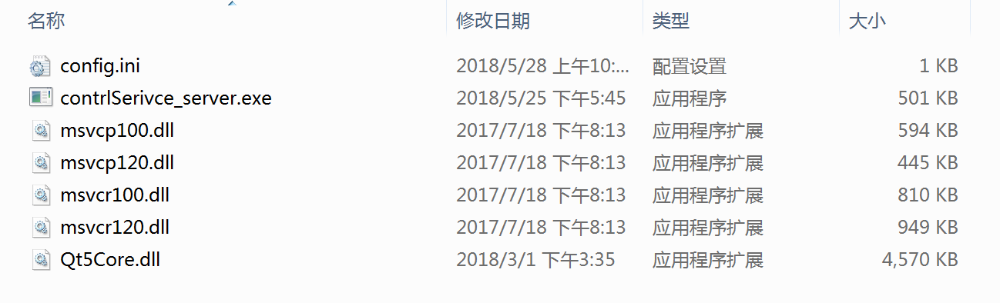 名称 修改日期 类型 大小
config.ini 2018/5/28 上午10:... 配置设置 1 KB
contrlSerivce_server.exe 2018/5/25 下午5:45 应用程序 501 KB
msvcp100.dll 2017/7/18 下午8:13 应用程序扩展 594 KB
msvcp120.dll 2017/7/18 下午8:13 应用程序扩展 445 KB
msvcr100.dll 2017/7/18 下午8:13 应用程序扩展 810 KB
msvcr120.dll 2017/7/18 下午8:13 应用程序扩展 949 KB
Qt5Core.dll 2018/3/1 下午3:35 应用程序扩展 4,570 KB